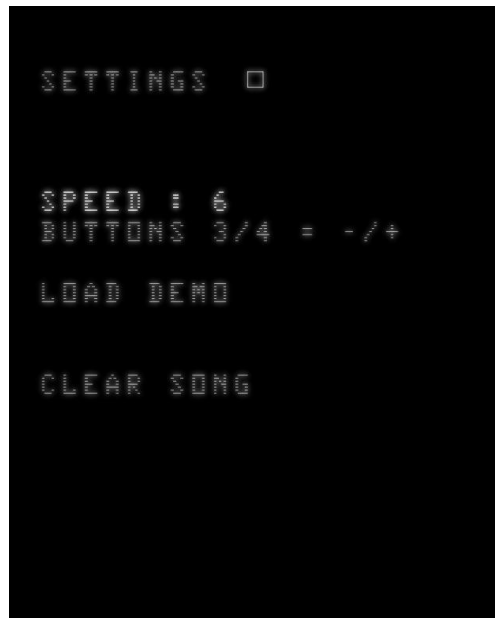 SETTINGS
SPEED : 6
BUTTONS 3/4 = -/+
LOAD DEMO
CLEAR SONG